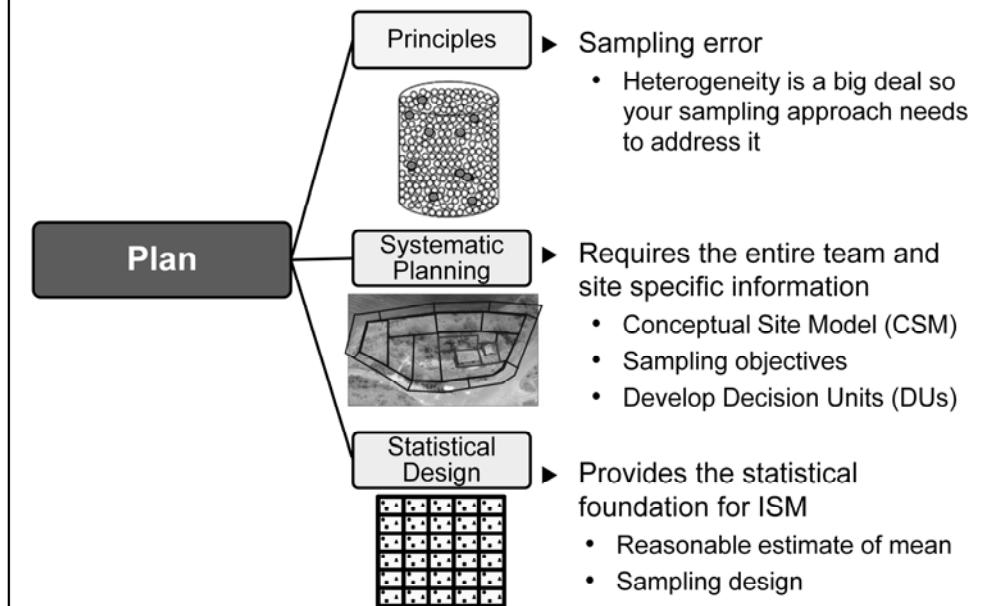 Plan
Principles
▶ Sampling error
• Heterogeneity is a big deal so
your sampling approach needs
to address it
Systematic
Planning
▶ Requires the entire team and
site specific information
• Conceptual Site Model (CSM)
• Sampling objectives
• Develop Decision Units (DUs)
Statistical
Design
▶ Provides the statistical
foundation for ISM
• Reasonable estimate of mean
• Sampling design